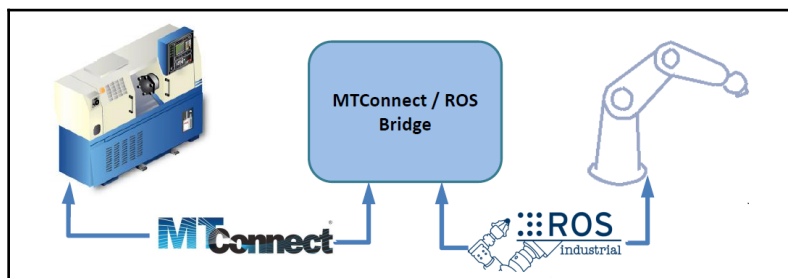 MTConnect / ROS
Bridge
MTConnect®
ROS
industrial